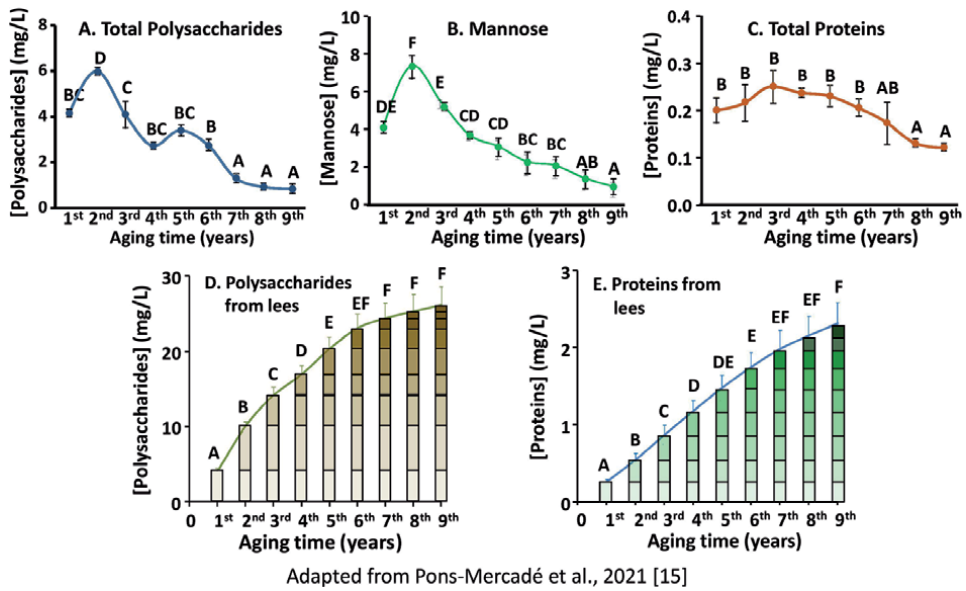 A. Total Polysaccharides
[Polysaccharides] (mg/L)
8
6
4
2
0
BC
D
C
BC
BC
B
A
A
A
1st 2nd 3rd 4th 5th 6th 7th 8th 9th
Aging time (years)
B. Mannose
[Mannose] (mg/L)
10
8
6
4
2
0
DE
F
E
CD
CD
BC
BC
AB
A
1st 2nd 3rd 4th 5th 6th 7th 8th 9th
Aging time (years)
C. Total Proteins
[Proteins] (mg/L)
0.4
0.3
0.2
0.1
0.0
B
B
B
B
B
B
AB
A
A
1st 2nd 3rd 4th 5th 6th 7th 8th 9th
Aging time (years)
D. Polysaccharides
from lees
[Polysaccharides] (mg/L)
30
20
10
0
A
B
C
D
E
EF
F
F
F
0 1st 2nd 3rd 4th 5th 6th 7th 8th 9th
Aging time (years)
E. Proteins from
lees
[Proteins] (mg/L)
3
2
1
0
A
B
C
D
DE
E
EF
EF
F
0 1st 2nd 3rd 4th 5th 6th 7th 8th 9th
Aging time (years)
Adapted from Pons-Mercadé et al., 2021 [15]